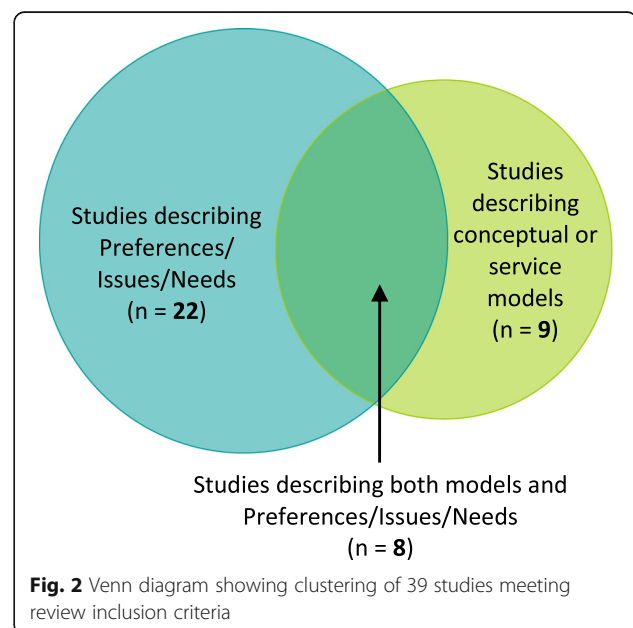 Studies describing
Preferences/
Issues/Needs
(n = 22)
Studies
describing
conceptual or
service
models
(n = 9)
Studies describing both models and
Preferences/Issues/Needs
(n = 8)
Fig. 2 Venn diagram showing clustering of 39 studies meeting
review inclusion criteria